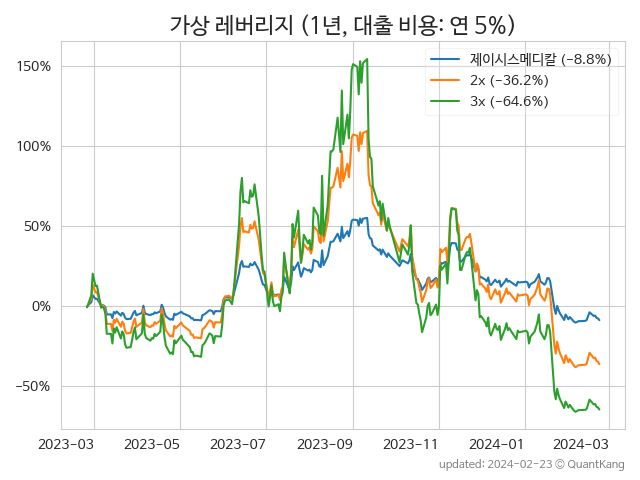 가상 레버리지 (1년, 대출 비용: 연 5%)
제이시스메디칼 (−8.8%)
2x (−36.2%)
3x (−64.6%)
150%
100%
50%
0%
−50%
2023-03 2023-05 2023-07 2023-09 2023-11 2024-01 2024-03
updated: 2024-02-23 © QuantKang